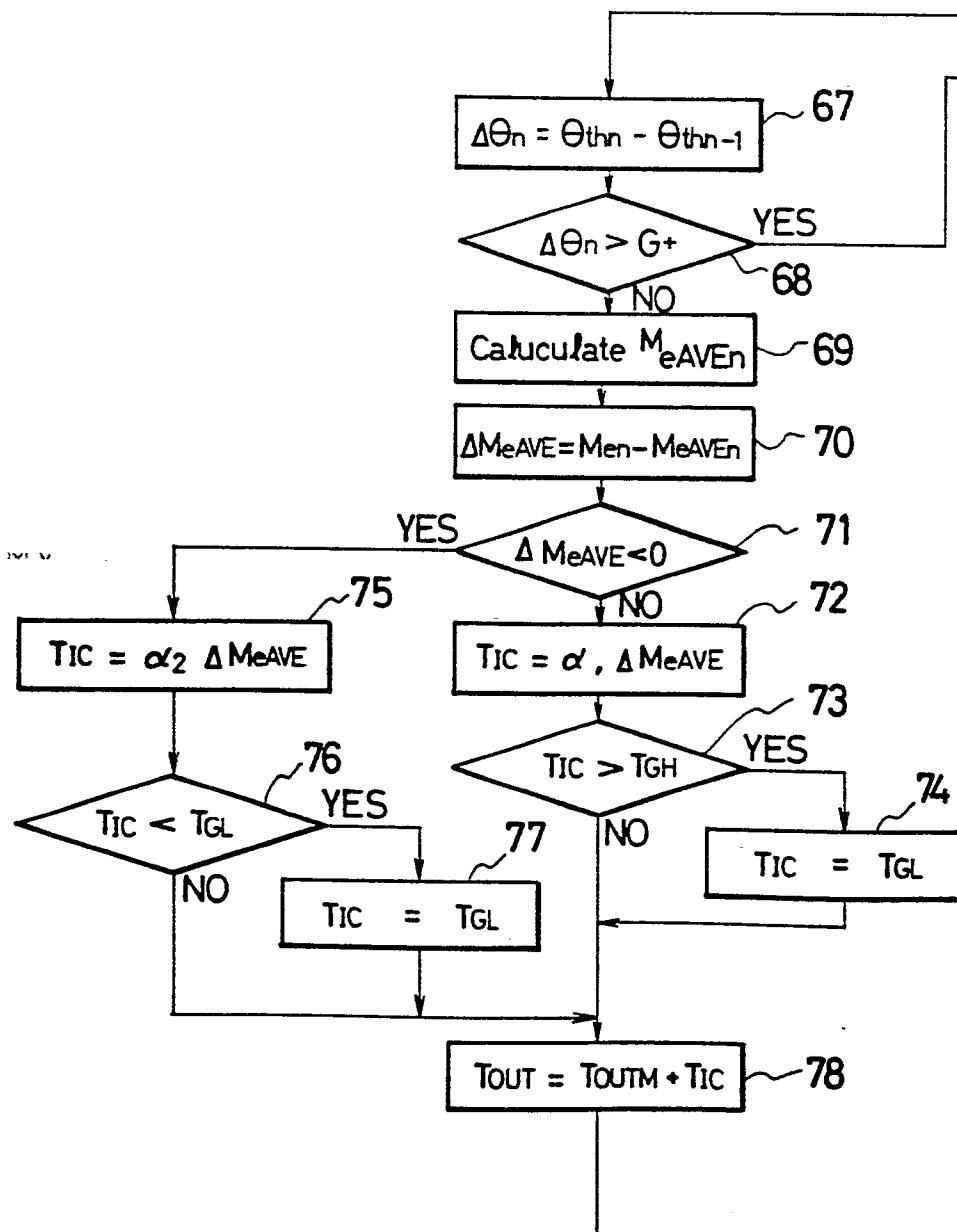 67
Δθn = θthn - θthn-1
YES
Δθn > G+
68
NO
Caluculate MeAVEn
69
ΔMeAVE = Men - MeAVEn
70
YES
71
ΔMeAVE < 0
NO
75
72
TIC = α2 ΔMeAVE
TIC = α, ΔMeAVE
73
TIC > TGH
YES
76
TIC < TGL
YES
NO
74
77
TIC = TGL
NO
TIC = TGL
TOUT = TOUTM + TIC
78